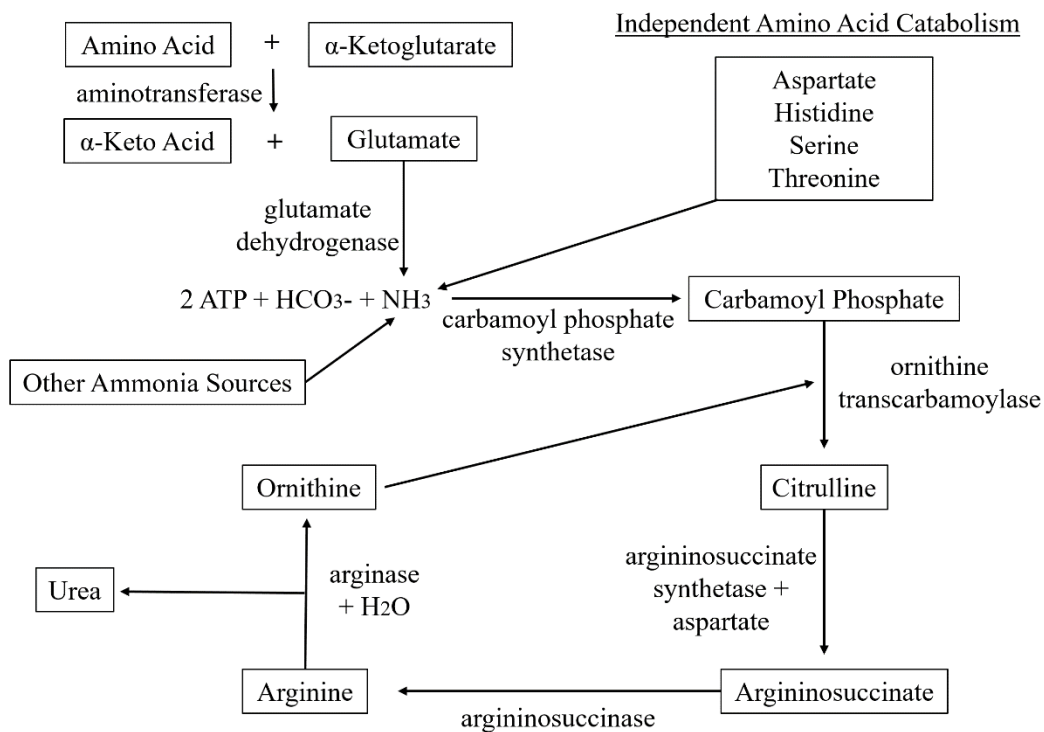 Independent Amino Acid Catabolism
Amino Acid + α-Ketoglutarate
aminotransferase
α-Keto Acid + Glutamate
Aspartate
Histidine
Serine
Threonine
glutamate
dehydrogenase
2 ATP + HCO3- + NH3
carbamoyl phosphate
synthetase
Carbamoyl Phosphate
Other Ammonia Sources
ornithine
transcarbamoylase
Ornithine
Citrulline
Urea
arginase
+ H2O
argininosuccinate
synthetase +
aspartate
Arginine
argininosuccinase
Argininosuccinate